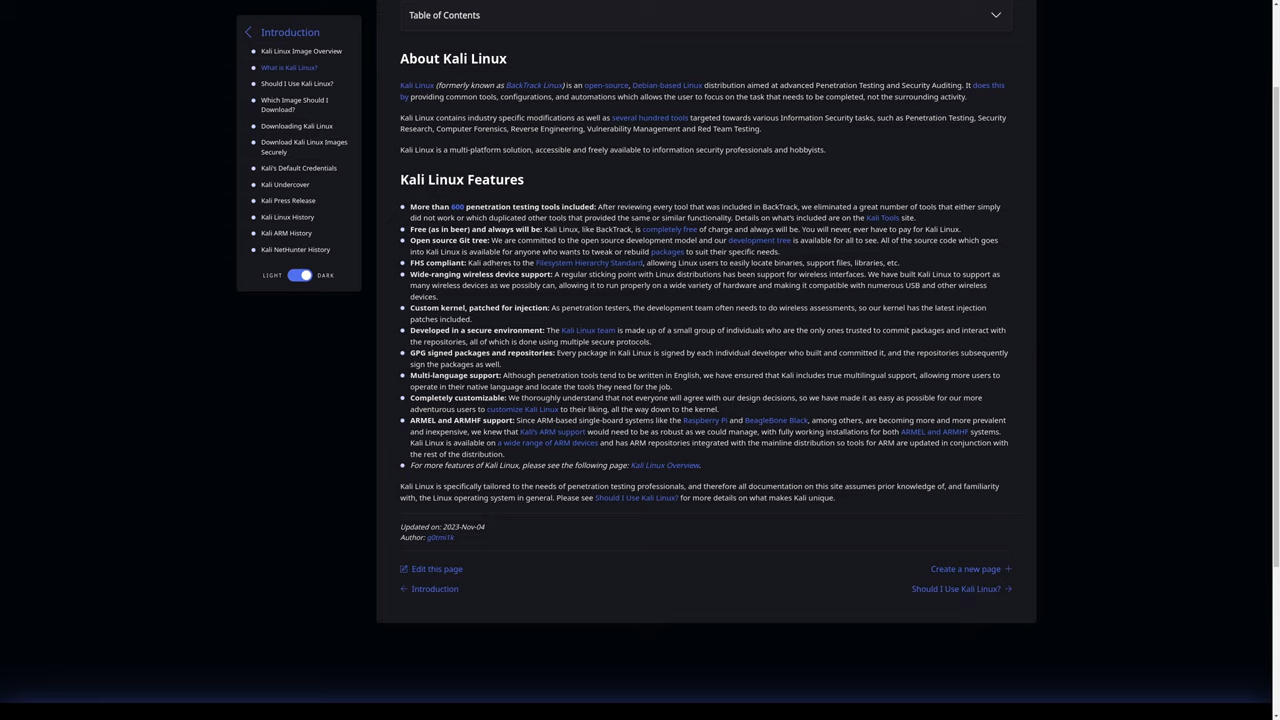 Introduction
Kali Linux Image Overview
What is Kali Linux?
Should I Use Kali Linux?
Which Image Should I
Download?
Downloading Kali Linux
Download Kali Linux Images
Securely
Kali's Default Credentials
Kali Undercover
Kali Press Release
Kali Linux History
Kali ARM History
Kali NetHunter History
LIGHT DARK
Table of Contents
About Kali Linux
Kali Linux (formerly known as BackTrack Linux) is an open-source, Debian-based Linux distribution aimed at advanced Penetration Testing and Security Auditing. It does this
by providing common tools, configurations, and automations which allows the user to focus on the task that needs to be completed, not the surrounding activity.
Kali Linux contains industry specific modifications as well as several hundred tools targeted towards various Information Security tasks, such as Penetration Testing, Security
Research, Computer Forensics, Reverse Engineering, Vulnerability Management and Red Team Testing.
Kali Linux is a multi-platform solution, accessible and freely available to information security professionals and hobbyists.
Kali Linux Features
More than 600 penetration testing tools included: After reviewing every tool that was included in BackTrack, we eliminated a great number of tools that either simply
did not work or which duplicated other tools that provided the same or similar functionality. Details on what's included are on the Kali Tools site.
Free (as in beer) and always will be: Kali Linux, like BackTrack, is completely free of charge and always will be. You will never, ever have to pay for Kali Linux.
Open source Git tree: We are committed to the open source development model and our development tree is available for all to see. All of the source code which goes
into Kali Linux is available for anyone who wants to tweak or rebuild packages to suit their specific needs.
FHS compliant: Kali adheres to the Filesystem Hierarchy Standard, allowing Linux users to easily locate binaries, support files, libraries, etc.
Wide-ranging wireless device support: A regular sticking point with Linux distributions has been support for wireless interfaces. We have built Kali Linux to support as
many wireless devices as we possibly can, allowing it to run properly on a wide variety of hardware and making it compatible with numerous USB and other wireless
devices.
Custom kernel, patched for injection: As penetration testers, the development team often needs to do wireless assessments, so our kernel has the latest injection
patches included.
Developed in a secure environment: The Kali Linux team is made up of a small group of individuals who are the only ones trusted to commit packages and interact with
the repositories, all of which is done using multiple secure protocols.
GPG signed packages and repositories: Every package in Kali Linux is signed by each individual developer who built and committed it, and the repositories subsequently
sign the packages as well.
Multi-language support: Although penetration tools tend to be written in English, we have ensured that Kali includes true multilingual support, allowing more users to
operate in their native language and locate the tools they need for the job.
Completely customizable: We thoroughly understand that not everyone will agree with our design decisions, so we have made it as easy as possible for our more
adventurous users to customize Kali Linux to their liking, all the way down to the kernel.
ARMEL and ARMHF support: Since ARM-based single-board systems like the Raspberry Pi and BeagleBone Black, among others, are becoming more and more prevalent
and inexpensive, we knew that Kali's ARM support would need to be as robust as we could manage, with fully working installations for both ARMEL and ARMHF systems.
Kali Linux is available on a wide range of ARM devices and has ARM repositories integrated with the mainline distribution so tools for ARM are updated in conjunction with
the rest of the distribution.
For more features of Kali Linux, please see the following page: Kali Linux Overview.
Kali Linux is specifically tailored to the needs of penetration testing professionals, and therefore all documentation on this site assumes prior knowledge of, and familiarity
with, the Linux operating system in general. Please see Should I Use Kali Linux? for more details on what makes Kali unique.
Updated on: 2023-Nov-04
Author: g0tmi1k
Edit this page
Create a new page
Introduction
Should I Use Kali Linux?